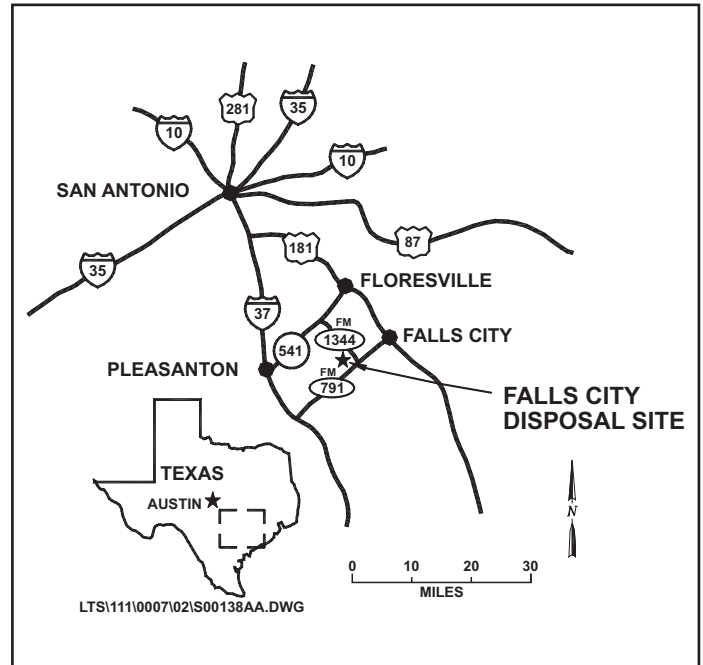 281
35
10
10
SAN ANTONIO
181
87
35
FLORESVILLE
37
FM
1344
FALLS CITY
541
PLEASANTON
FM
791
FALLS CITY
DISPOSAL SITE
TEXAS
AUSTIN
N
0 10 20 30
MILES
LTS\111\0007\02\S00138AA.DWG